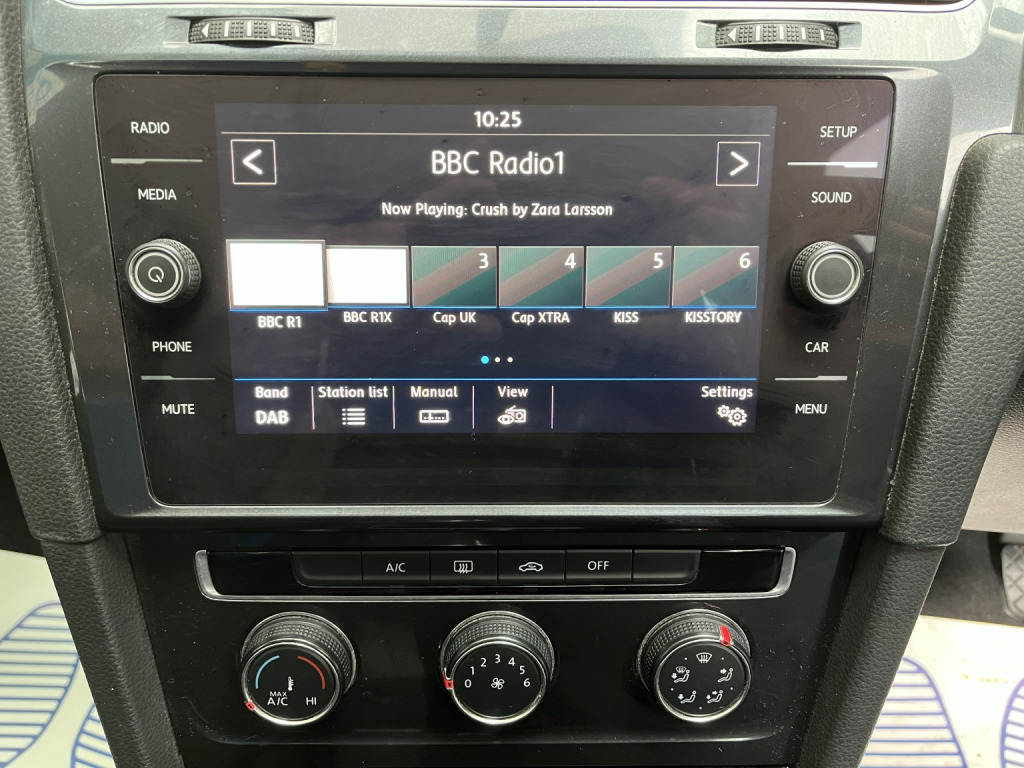 RADIO
MEDIA
PHONE
MUTE
10:25
BBC Radio1
Now Playing: Crush by Zara Larsson
3 4 5 6
BBC R1 BBC R1X Cap UK Cap XTRA KISS KISSTORY
Band Station list Manual View Settings
DAB
SETUP
SOUND
CAR
MENU
A/C OFF
MAX
A/C HI
0 1 2 3 4 5 6